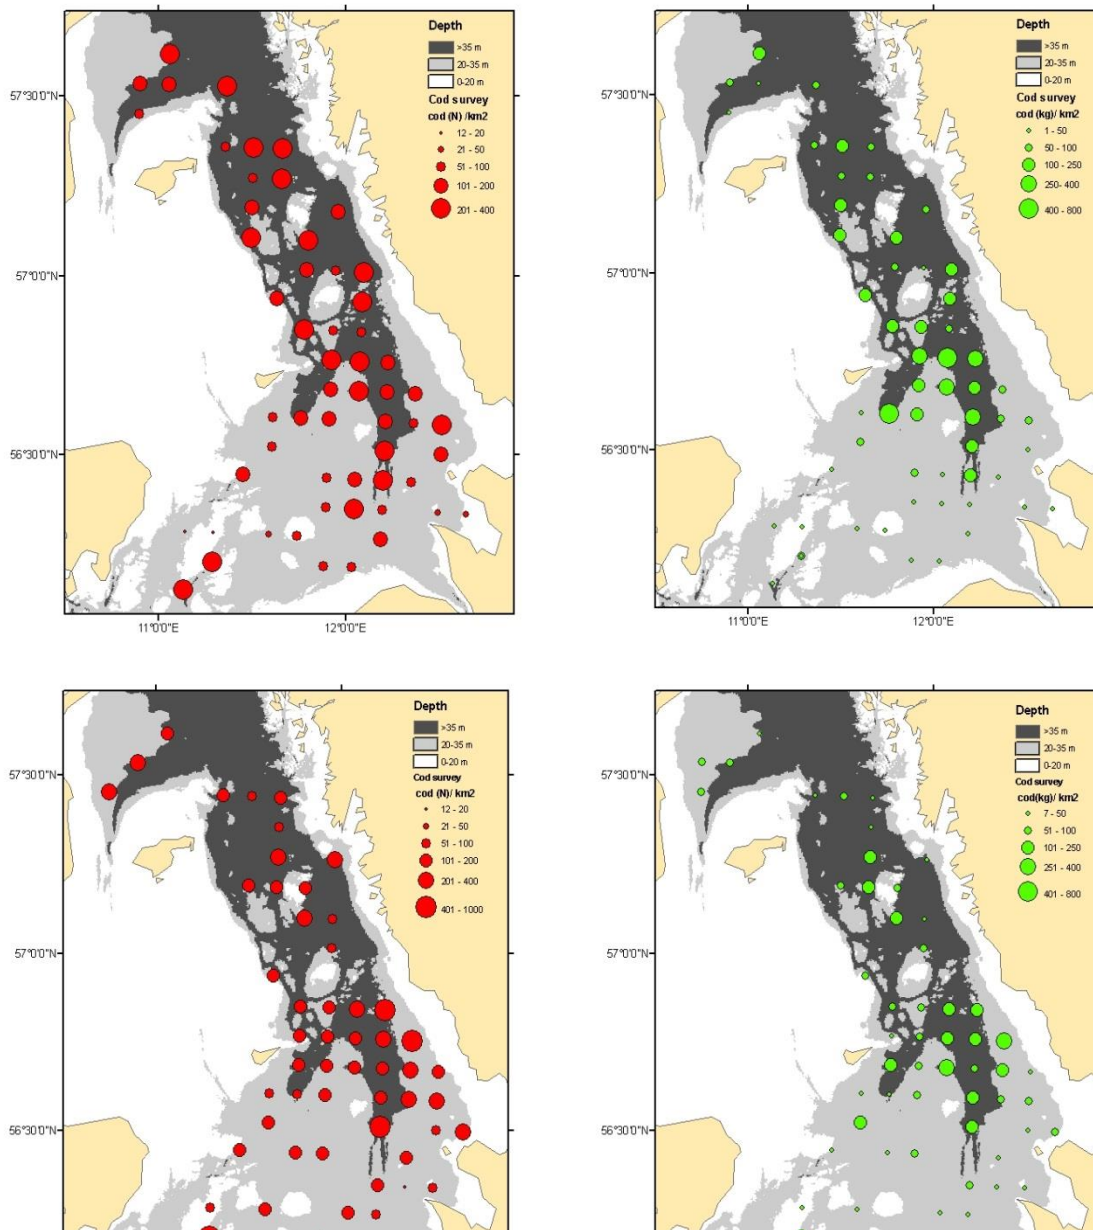 Depth
>35 m
20-35 m
0-20 m
Cod survey
cod (N) /km2
12 - 20
21 - 50
51 - 100
101 - 200
201 - 400
57°30'0"N
57°0'0"N
56°30'0"N
11°0'0"E
12°0'0"E
Depth
>35 m
20-35 m
0-20 m
Cod survey
cod (kg)/ km2
1 - 50
50 - 100
100 - 250
250- 400
400 - 800
57°30'0"N
57°0'0"N
56°30'0"N
11°0'0"E
12°0'0"E
Depth
>35 m
20-35 m
0-20 m
Cod survey
cod (N)/ km2
12 - 20
21 - 50
51 - 100
101 - 200
201 - 400
401 - 1000
57°30'0"N
57°0'0"N
56°30'0"N
Depth
>35 m
20-35 m
0-20 m
Cod survey
cod(kg)/ km2
7 - 50
51 - 100
101 - 250
251 - 400
401 - 800
57°30'0"N
57°0'0"N
56°30'0"N